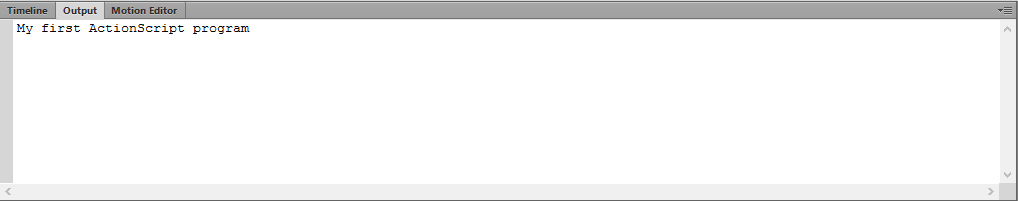 Timeline Output Motion Editor
My first ActionScript program